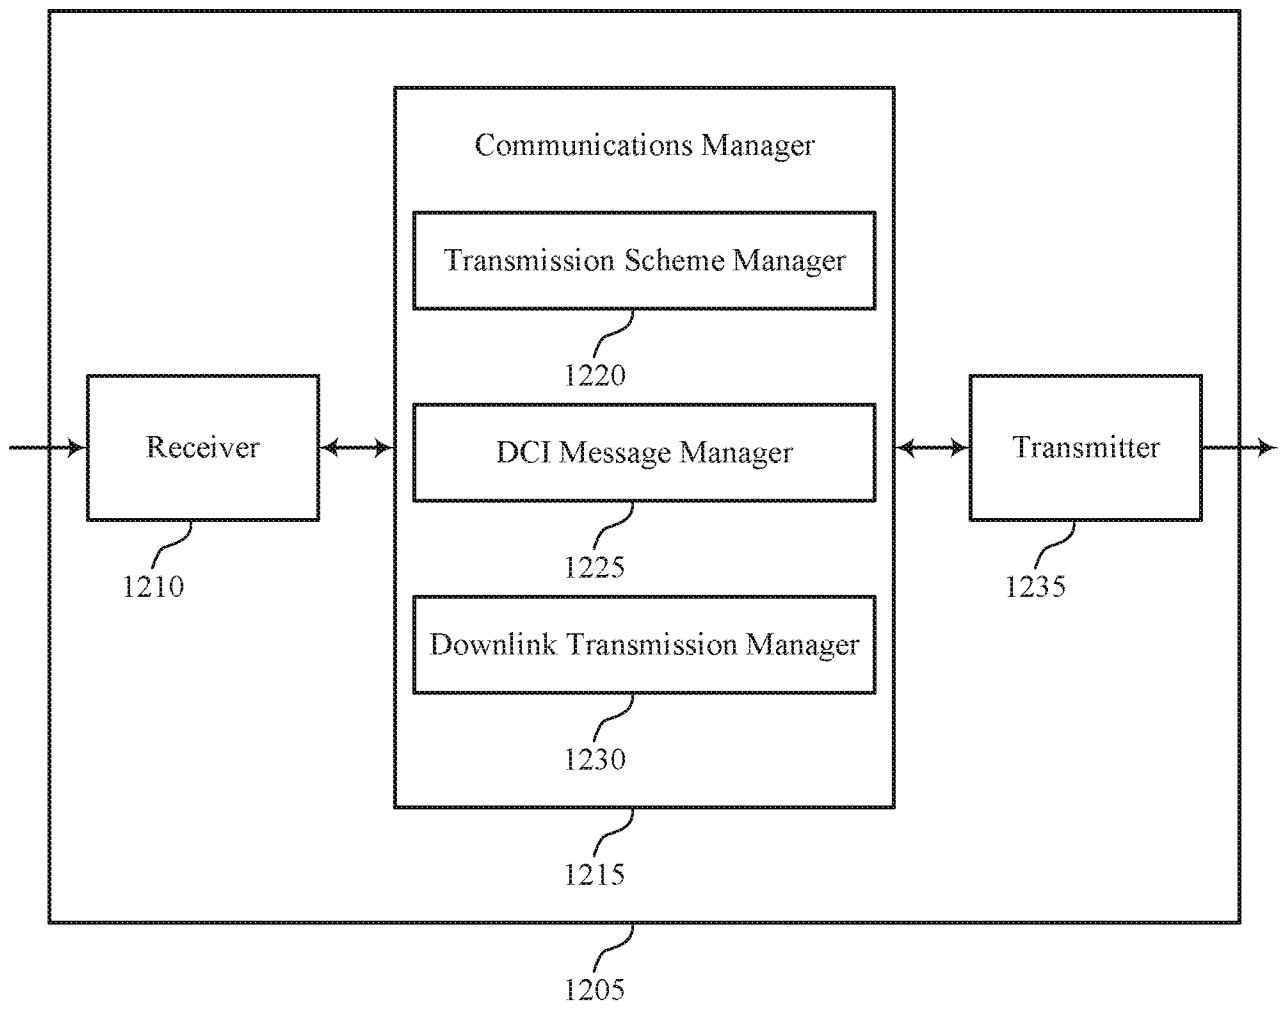 Communications Manager
Transmission Scheme Manager
1220
Receiver
DCI Message Manager
Transmitter
1210
1225
1235
Downlink Transmission Manager
1230
1215
1205